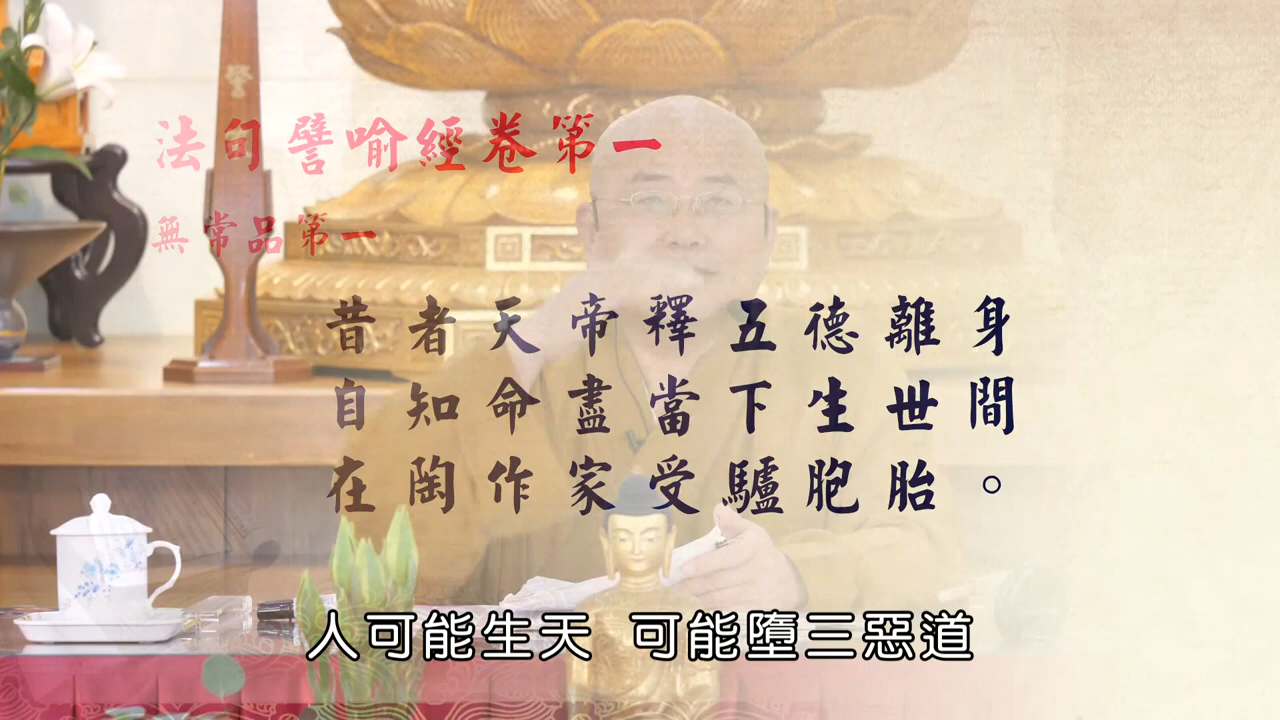 法句譬喻經卷第一
無常品第一
昔者天帝釋五德離身
自知命盡當下生世間
在陶作家受驢胞胎。
人可能生天 可能墮三惡道